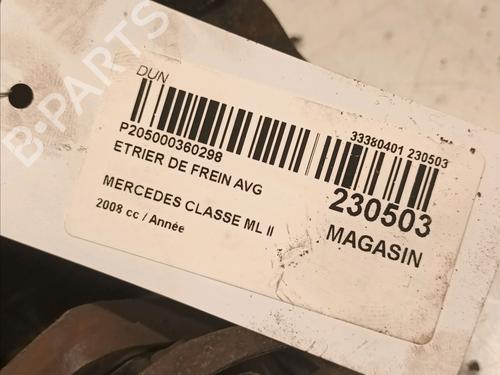 DUN
P205000360298
33380401 230503
ETRIER DE FREIN AVG
230503
MERCEDES CLASSE ML II
MAGASIN
2008 cc / Année
B-PARTS